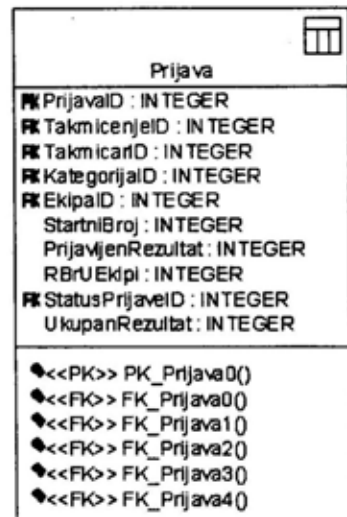 Prijava
PK PrijavaID : INTEGER
FK TakmicenjeID : INTEGER
FK TakmicarID : INTEGER
FK KategorijaID : INTEGER
FK EkipaID : INTEGER
StartniBroj : INTEGER
PrijavljenRezultat : INTEGER
RBrUEkipi : INTEGER
FK StatusPrijaveID : INTEGER
UkupanRezultat : INTEGER
<<PK>> PK_Prijava0()
<<FK>> FK_Prijava0()
<<FK>> FK_Prijava1()
<<FK>> FK_Prijava2()
<<FK>> FK_Prijava3()
<<FK>> FK_Prijava4()